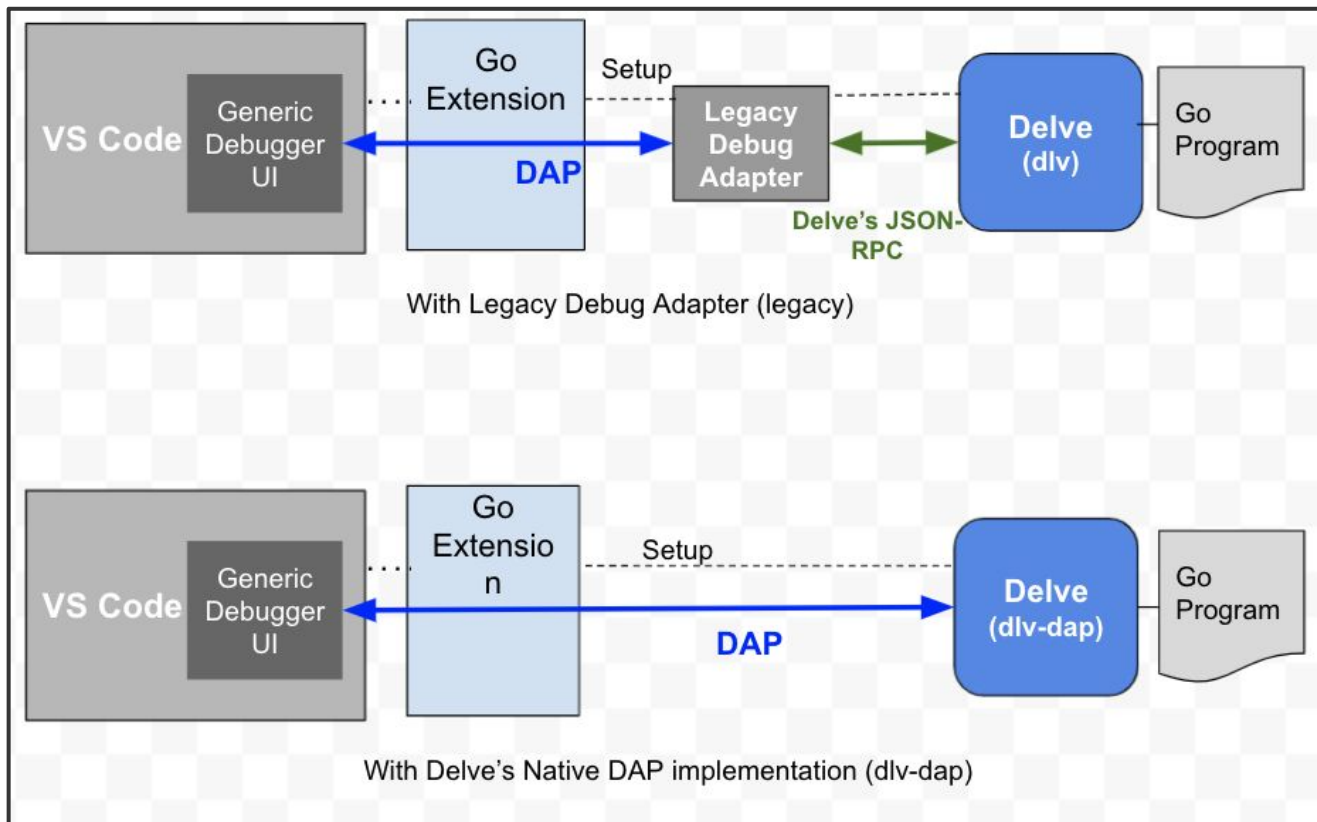 Go
Extension
Setup
VS Code
Generic
Debugger
UI
DAP
Legacy
Debug
Adapter
Delve's JSON-
RPC
Delve
(dlv)
Go
Program
With Legacy Debug Adapter (legacy)
Go
Extensio
n
Setup
VS Code
Generic
Debugger
UI
DAP
Delve
(dlv-dap)
Go
Program
With Delve's Native DAP implementation (dlv-dap)